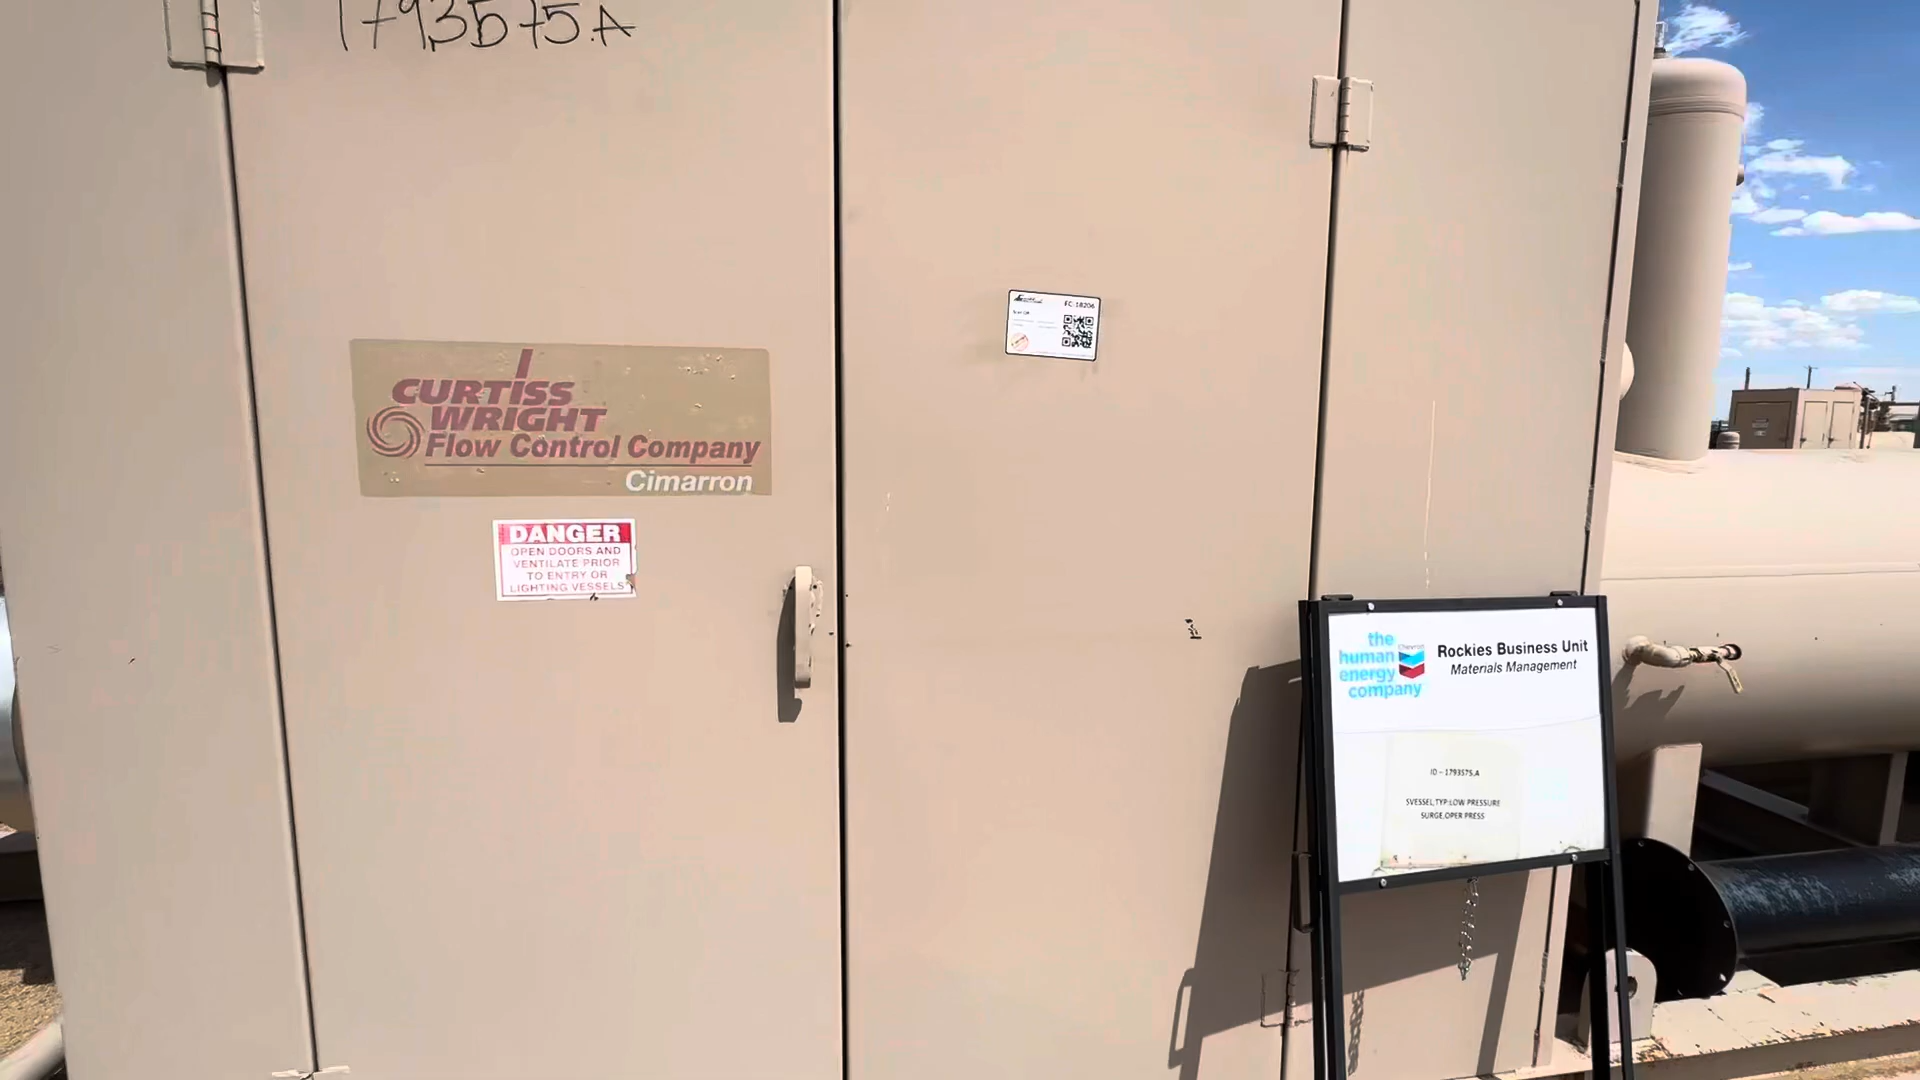 1793575.A
CURTISS
WRIGHT
Flow Control Company
Cimarron
DANGER
OPEN DOORS AND
VENTILATE PRIOR
TO ENTRY OR
LIGHTING VESSELS
FC-18206
the
human
energy
company
Chevron
Rockies Business Unit
Materials Management
ID - 1793575.A
SVESSEL,TYP:LOW PRESSURE
SURGE,OPER PRESS